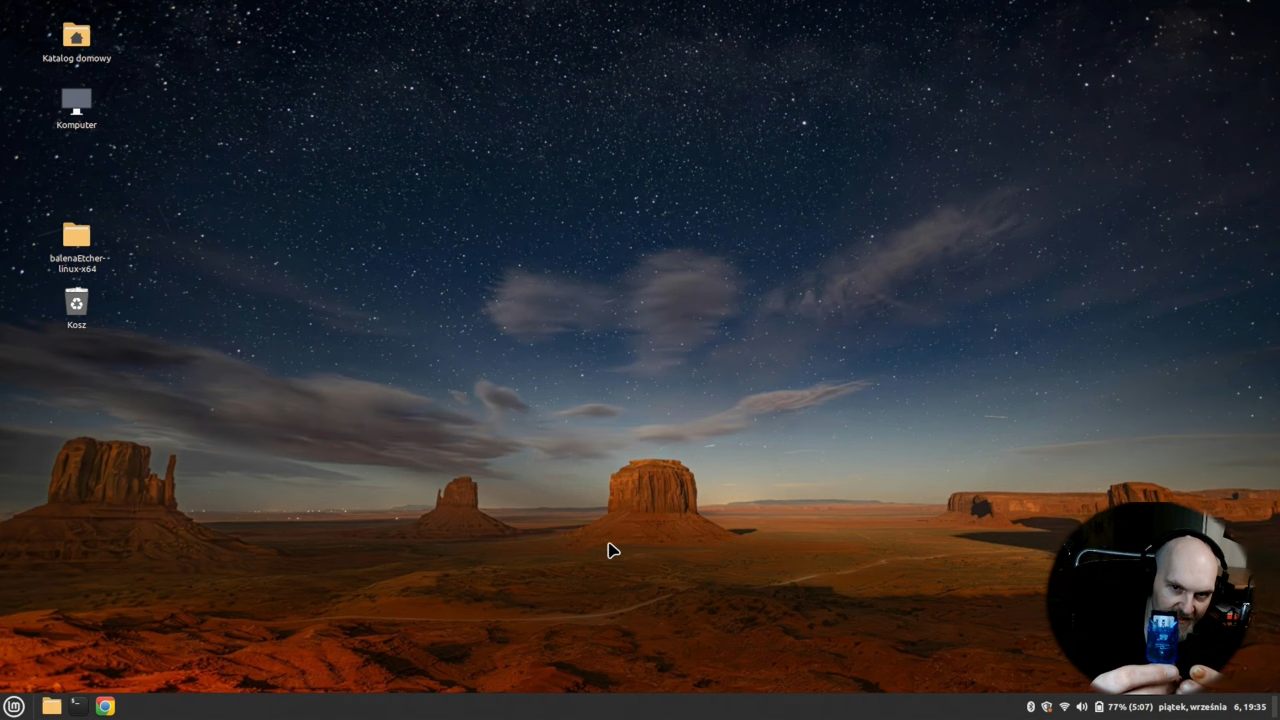 Katalog domowy
Komputer
balenaEtcher-
linux-x64
Kosz
77% (5:07) piątek, września 6, 19:35